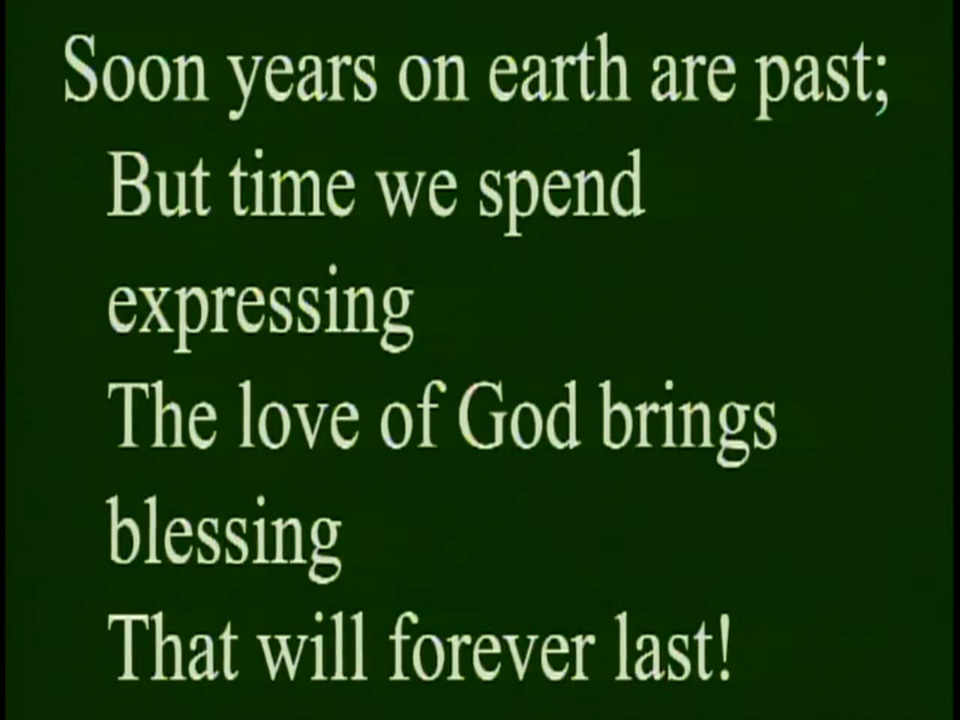 Soon years on earth are past;
But time we spend
expressing
The love of God brings
blessing
That will forever last!